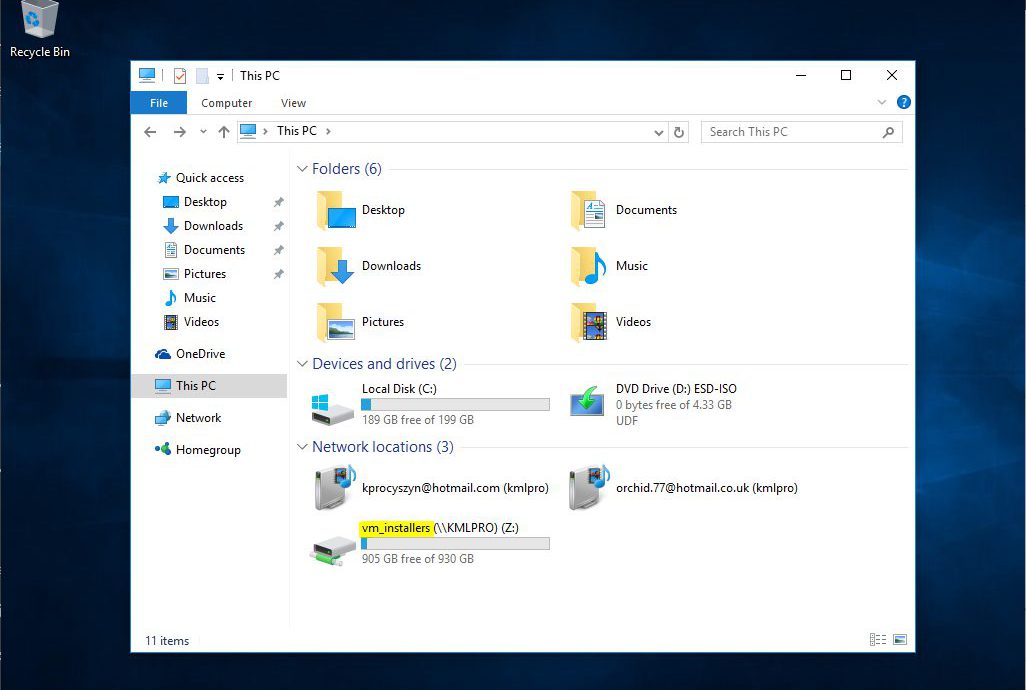 Recycle Bin
This PC
File Computer View
This PC
Search This PC
Quick access
Desktop
Downloads
Documents
Pictures
Music
Videos
OneDrive
This PC
Network
Homegroup
Folders (6)
Desktop
Documents
Downloads
Music
Pictures
Videos
Devices and drives (2)
Local Disk (C:)
189 GB free of 199 GB
DVD Drive (D:) ESD-ISO
0 bytes free of 4.33 GB
UDF
Network locations (3)
kprocyszyn@hotmail.com (kmlpro)
orchid.77@hotmail.co.uk (kmlpro)
vm_installers (\\KMLPRO) (Z:)
905 GB free of 930 GB
11 items